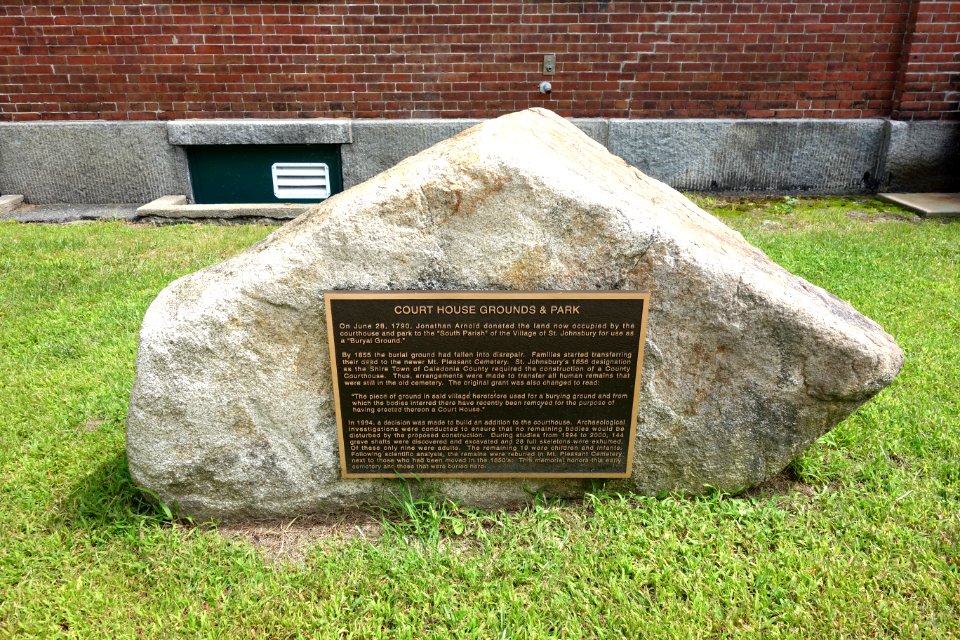 COURT HOUSE GROUNDS & PARK
On June 28, 1790, Jonathan Arnold donated the land now occupied by the
courthouse and park to the "South Parish" of the Village of St. Johnsbury for use as
a "Buryal Ground."
By 1855 the burial ground had fallen into disrepair. Families started transferring
their dead to the newer Mt. Pleasant Cemetery. St. Johnsbury's 1856 designation
as the Shire Town of Caledonia County required the construction of a County
Courthouse. Thus, arrangements were made to transfer all human remains that
were still in the old cemetery. The original grant was also changed to read:
"The piece of ground in said village heretofore used for a burying ground and from
which the bodies interred there have recently been removed for the purpose of
having erected thereon a Court House."
In 1994, a decision was made to build an addition to the courthouse. Archaeological
investigations were conducted to ensure that no remaining bodies would be
disturbed by the proposed construction. During studies from 1994 to 2000, 144
grave shafts were discovered and excavated and 28 full skeletons were exhumed.
Of these only nine were adults. The remaining 19 were children and infants.
Following scientific analysis, the remains were reburied in Mt. Pleasant Cemetery,
next to those who had been moved in the 1850's. This memorial honors this early
cemetery and those that were buried here.